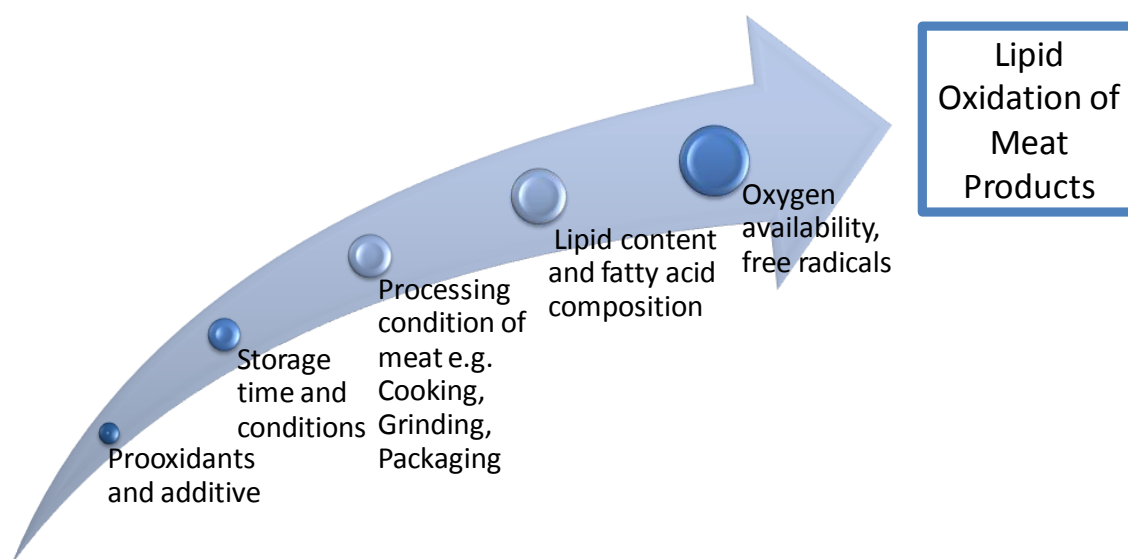 Lipid
Oxidation of
Meat
Products
Oxygen
availability,
free radicals
Lipid content
and fatty acid
composition
Processing
condition of
meat e.g.
Cooking,
Grinding,
Packaging
Storage
time and
conditions
Prooxidants
and additive